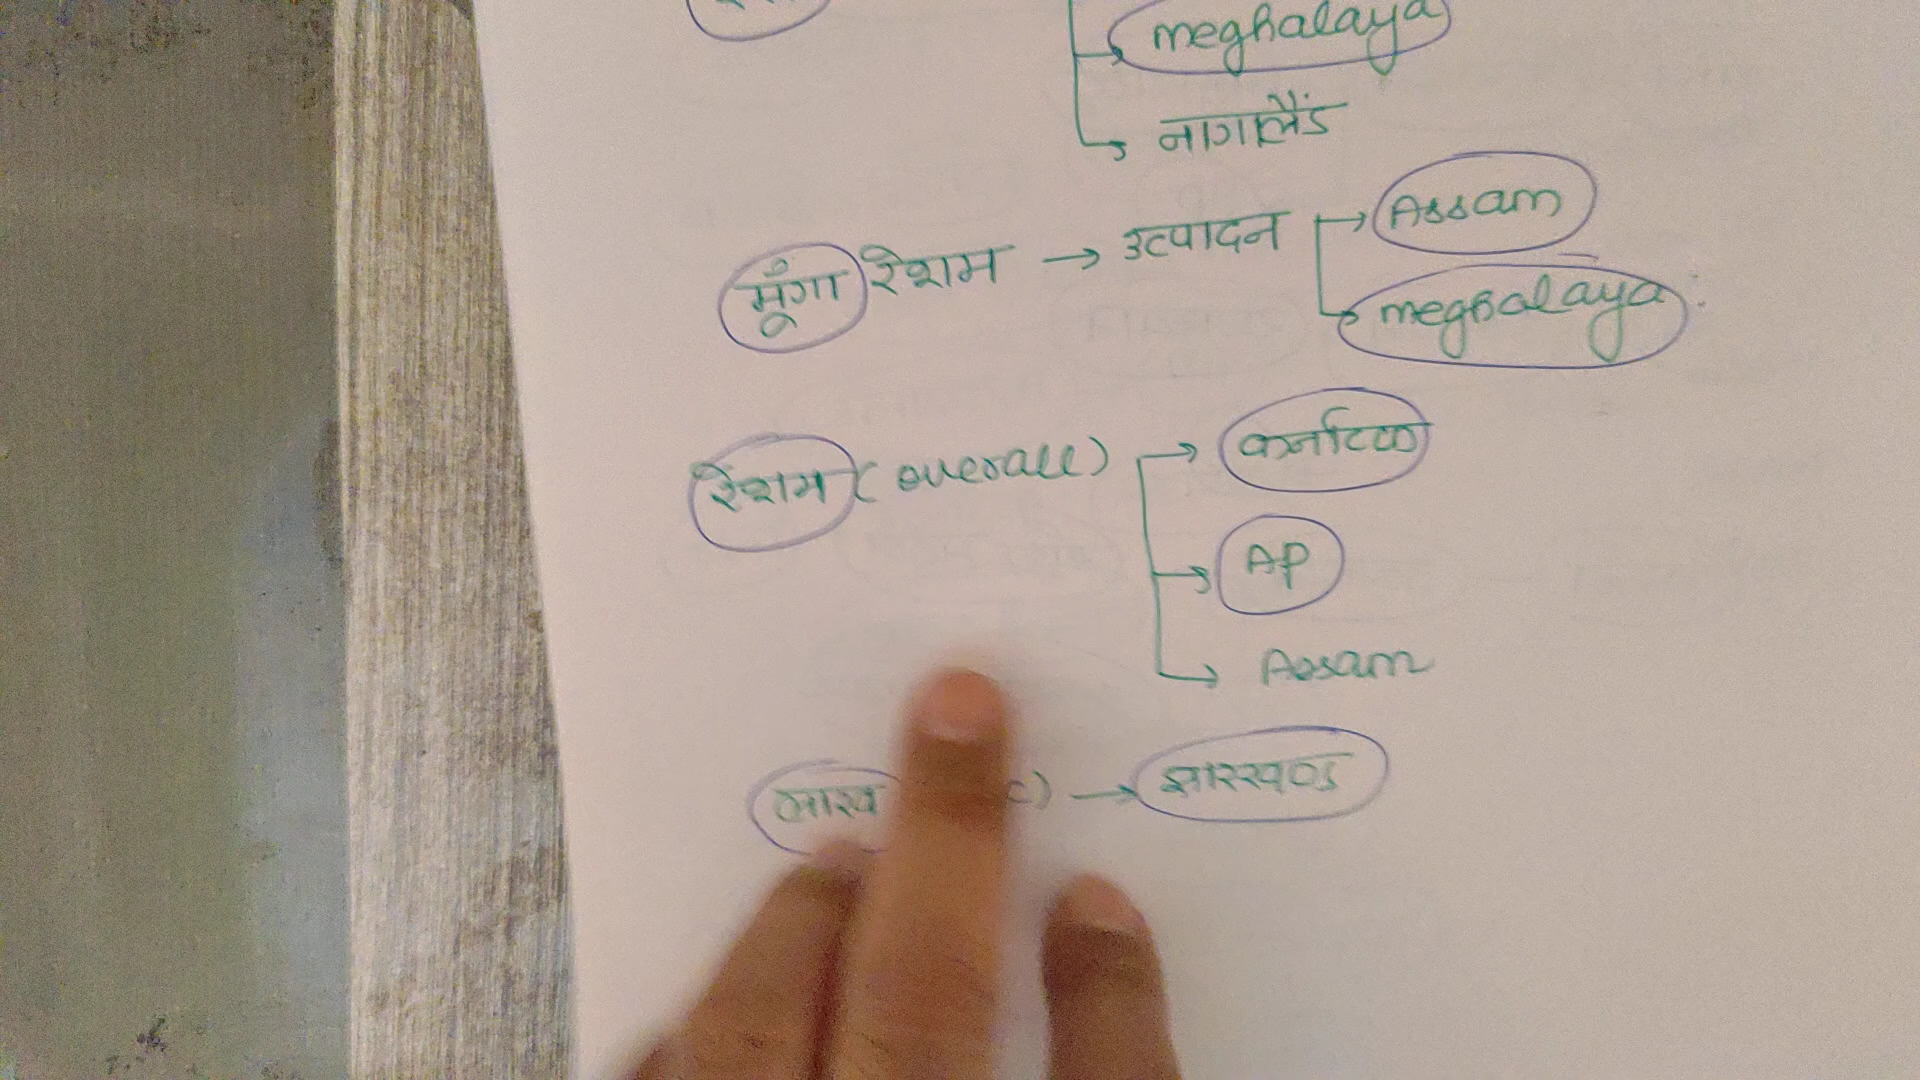 meghalaya
नागालैंड
मूँगा रेशम → उत्पादन → Assam
→ meghalaya
रेशम (overall) → कर्नाटक
→ AP
→ Assam
लाख → झारखण्ड